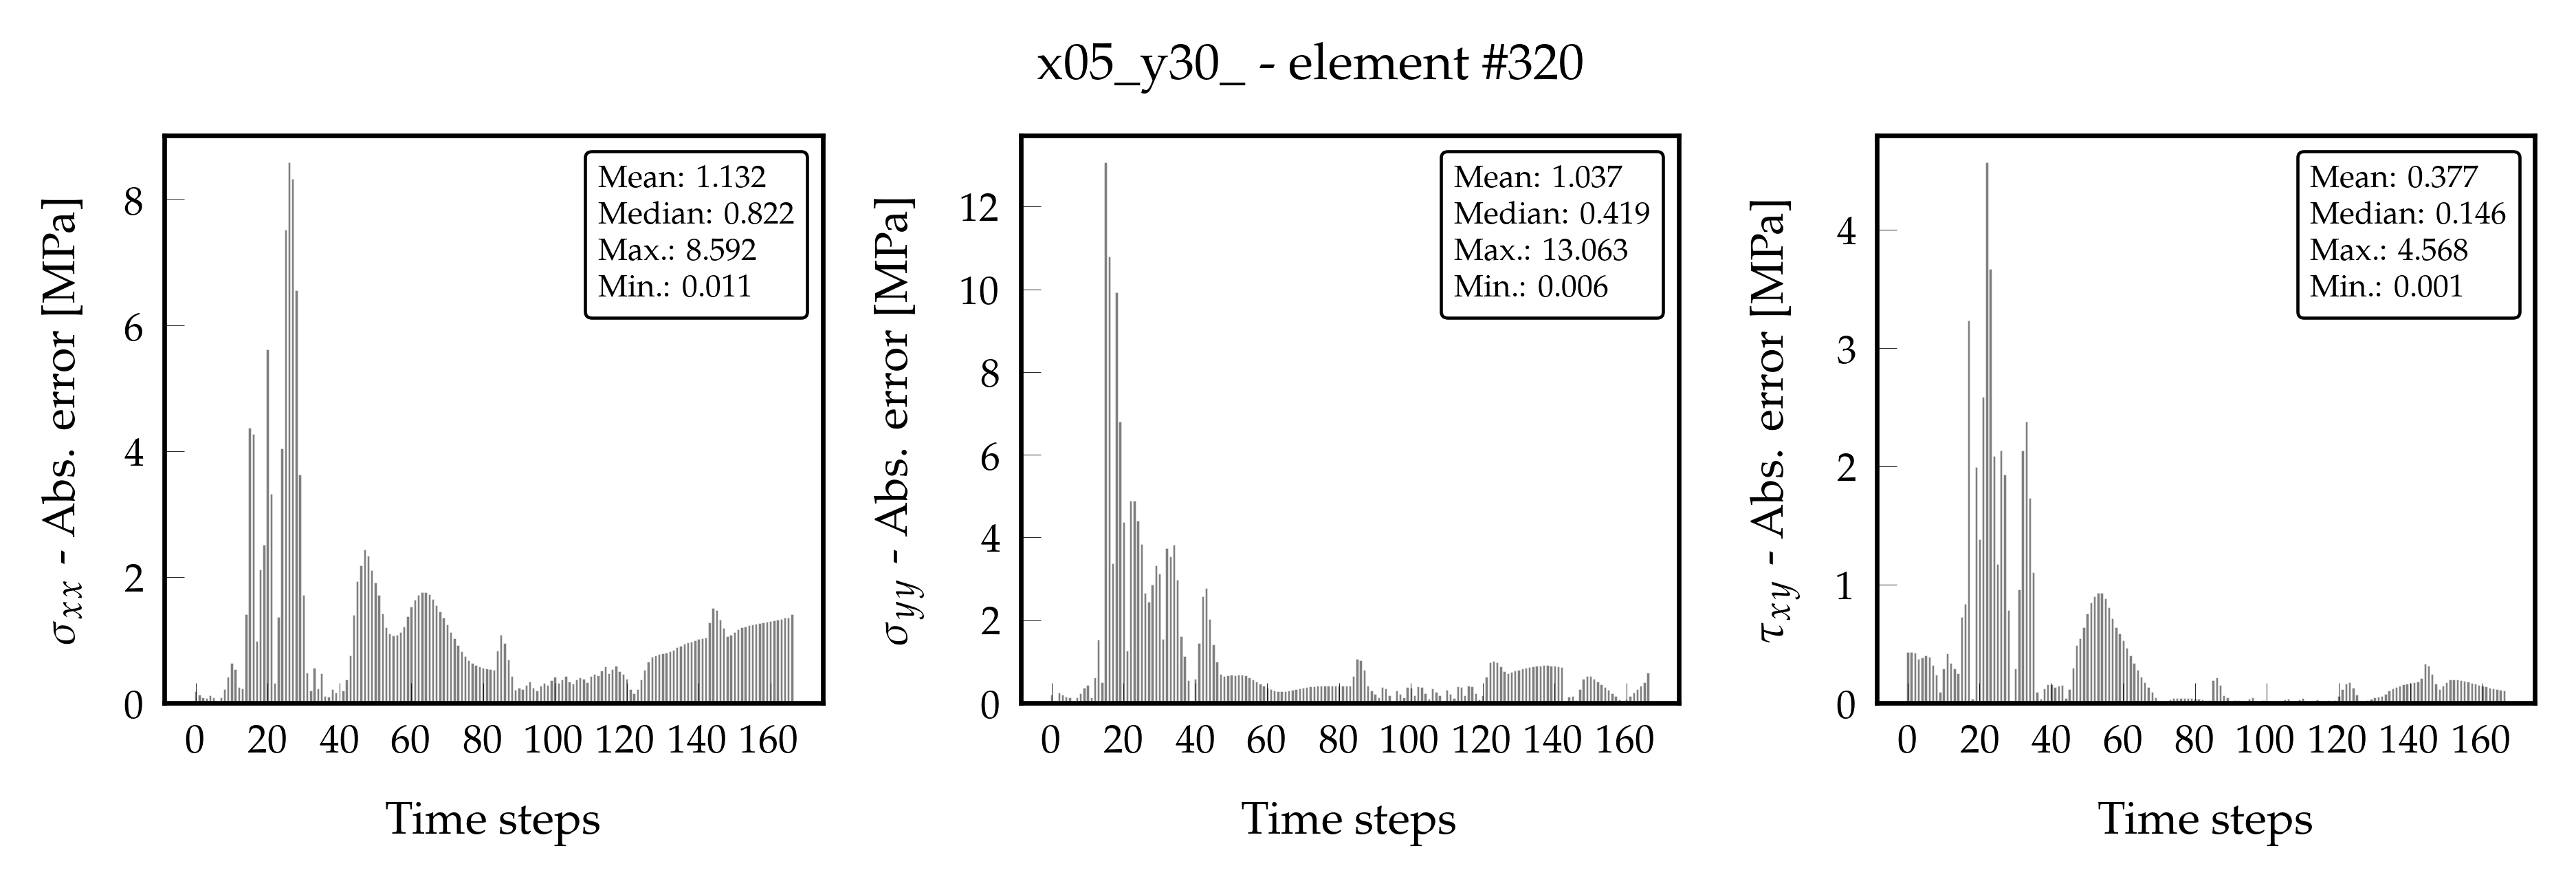 x05_y30_ - element #320
σxx - Abs. error [MPa]
8
6
4
2
0
Mean: 1.132
Median: 0.822
Max.: 8.592
Min.: 0.011
0 20 40 60 80 100 120 140 160
Time steps
σyy - Abs. error [MPa]
12
10
8
6
4
2
0
Mean: 1.037
Median: 0.419
Max.: 13.063
Min.: 0.006
0 20 40 60 80 100 120 140 160
Time steps
τxy - Abs. error [MPa]
4
3
2
1
0
Mean: 0.377
Median: 0.146
Max.: 4.568
Min.: 0.001
0 20 40 60 80 100 120 140 160
Time steps